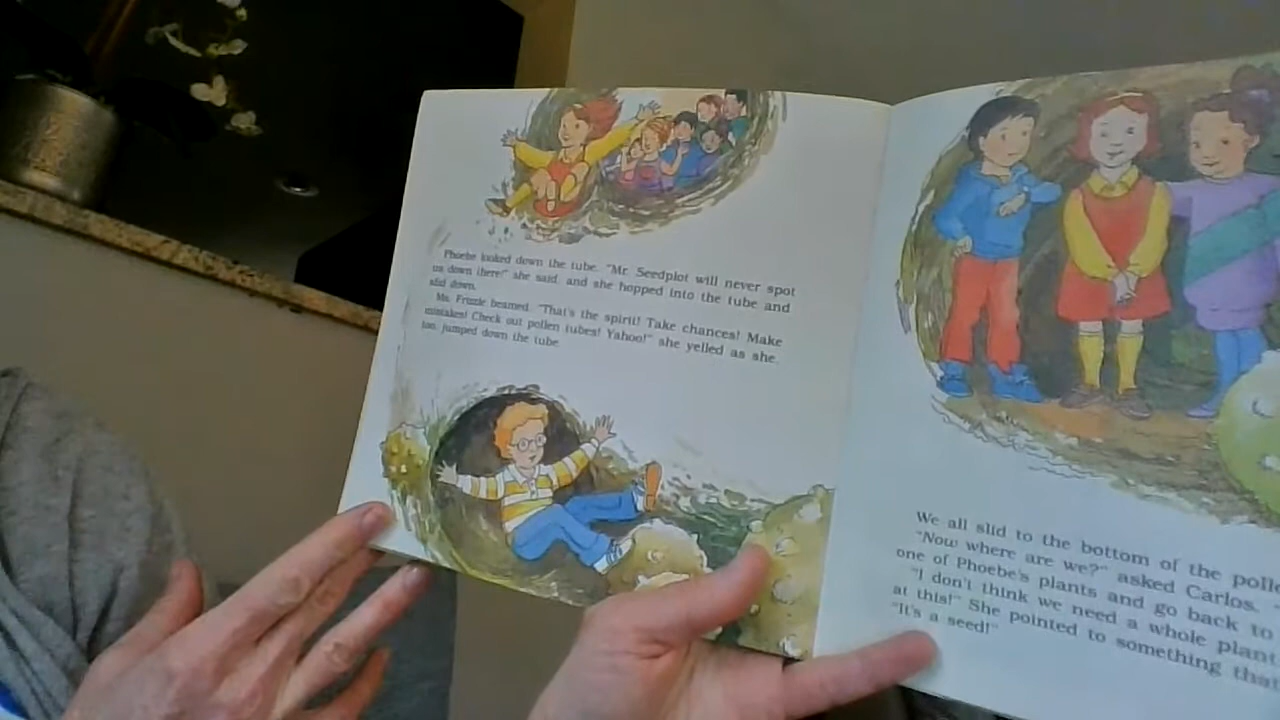 Phoebe looked down the tube. "Mr. Seedplot will never spot
us down there!" she said, and she hopped into the tube and
slid down.
Ms. Frizzle beamed. "That's the spirit! Take chances! Make
mistakes! Check out pollen tubes! Yahoo!" she yelled as she,
too, jumped down the tube.
We all slid to the bottom of the polle
"Now where are we?" asked Carlos.
one of Phoebe's plants and go back to
"I don't think we need a whole plant
at this!" She pointed to something that
"It's a seed!"